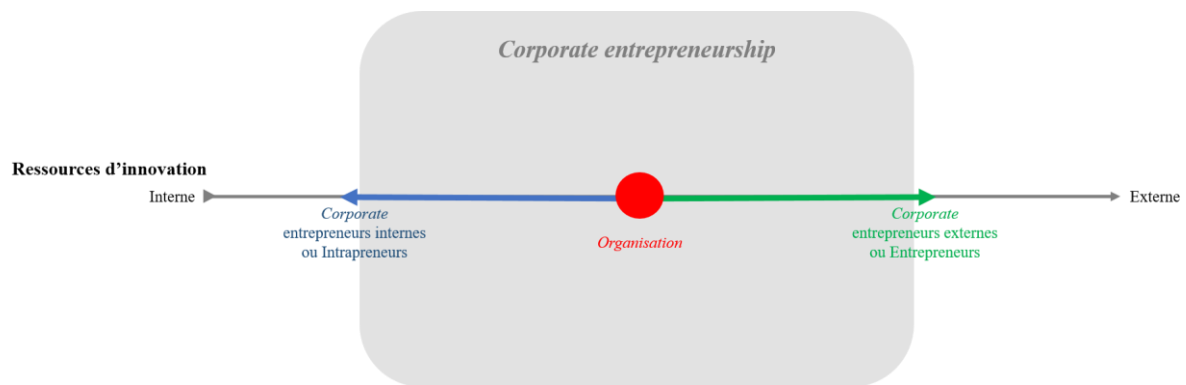 Corporate entrepreneurship
Ressources d’innovation
Interne
Externe
Corporate
entrepreneurs internes
ou Intrapreneurs
Organisation
Corporate
entrepreneurs externes
ou Entrepreneurs